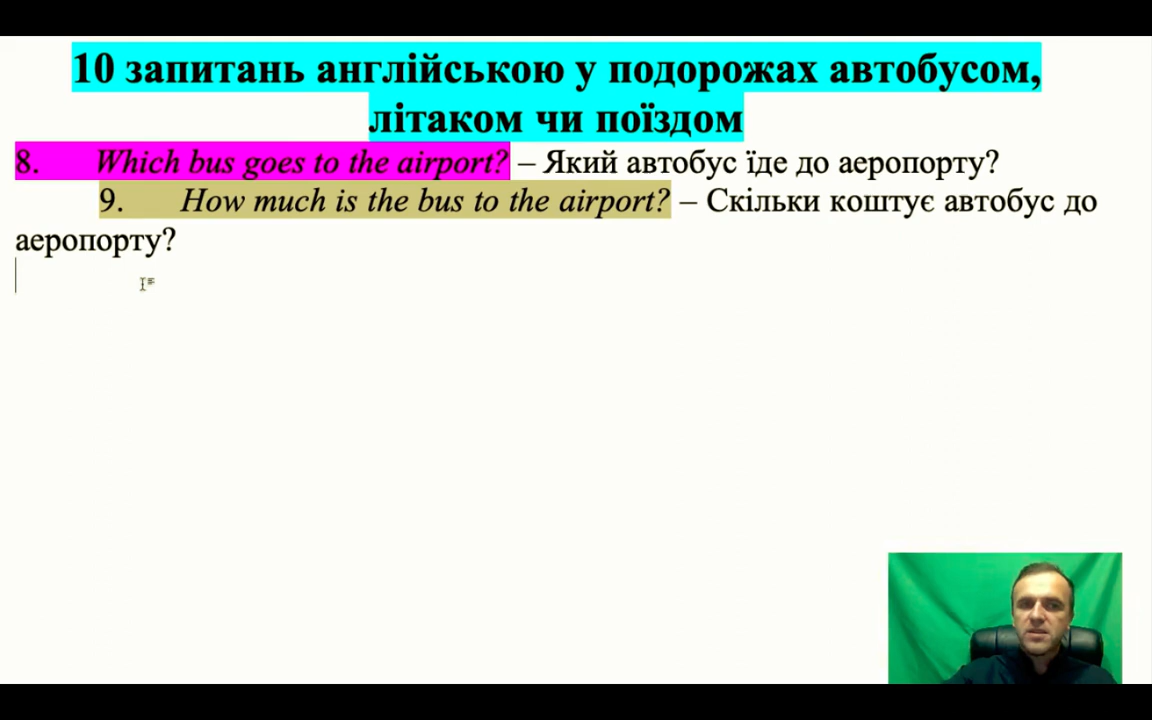 10 запитань англійською у подорожах автобусом,
літаком чи поїздом
8. Which bus goes to the airport? – Який автобус їде до аеропорту?
9. How much is the bus to the airport? – Скільки коштує автобус до
аеропорту?